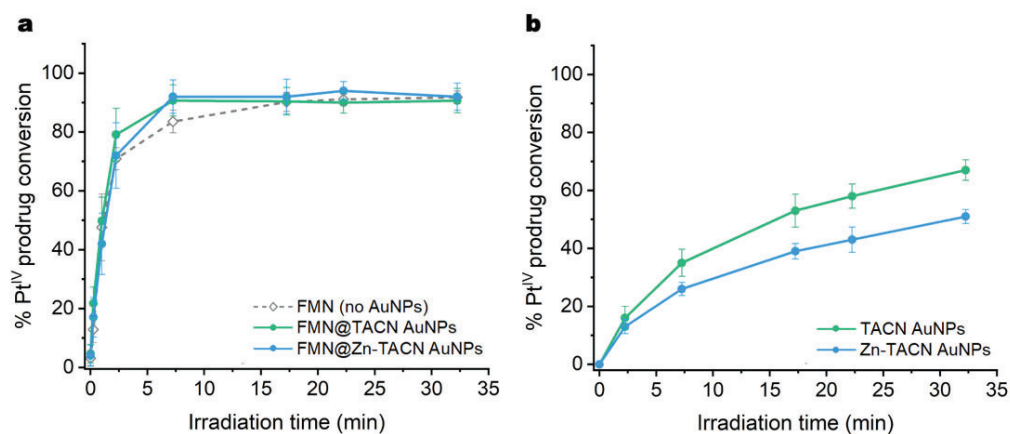 a
% Pt^IV prodrug conversion
100
80
60
40
20
0
FMN (no AuNPs)
FMN@TACN AuNPs
FMN@Zn-TACN AuNPs
0 5 10 15 20 25 30 35
Irradiation time (min)
b
% Pt^IV prodrug conversion
100
80
60
40
20
0
TACN AuNPs
Zn-TACN AuNPs
0 5 10 15 20 25 30 35
Irradiation time (min)